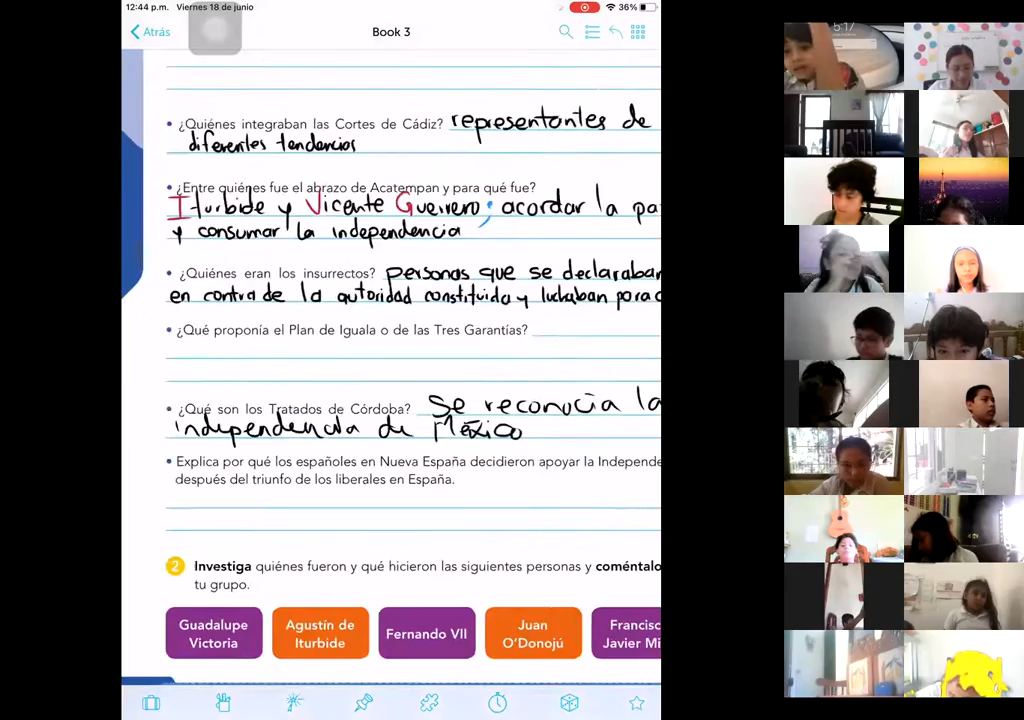 12:44 p.m. Viernes 18 de junio
36%
Atrás
Book 3
5:17
• ¿Quiénes integraban las Cortes de Cádiz? representantes de
diferentes tendencias
• ¿Entre quiénes fue el abrazo de Acatempan y para qué fue?
Iturbide y Vicente Guerrero; acordar la
y consumar la independencia
• ¿Quiénes eran los insurrectos? personas que se declaraban
en contra de la autoridad constituida y luchaban para
• ¿Qué proponía el Plan de Iguala o de las Tres Garantías?
• ¿Qué son los Tratados de Córdoba? se reconocía la
independencia de México
• Explica por qué los españoles en Nueva España decidieron apoyar la Independe
después del triunfo de los liberales en España.
2 Investiga quiénes fueron y qué hicieron las siguientes personas y coméntalo
tu grupo.
Guadalupe
Victoria
Agustín de
Iturbide
Fernando VII
Juan
O'Donojú
Francisc
Javier Mi